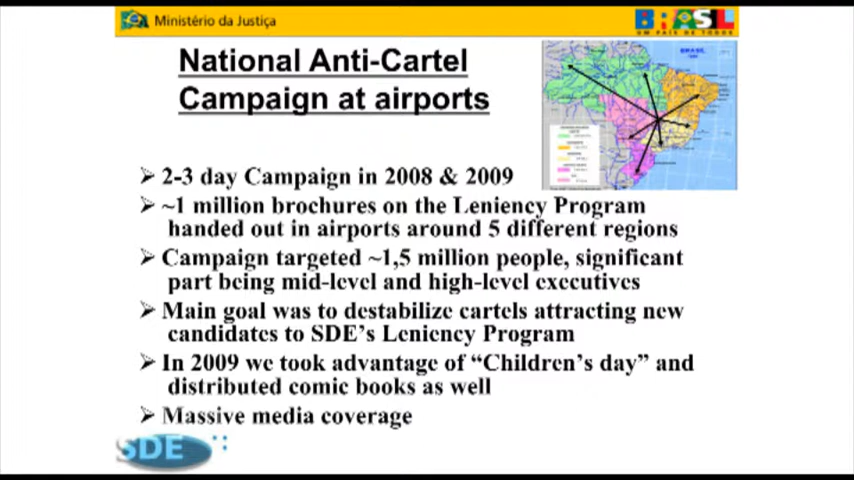 Ministério da Justiça
BRASIL
UM PAÍS DE TODOS
National Anti-Cartel
Campaign at airports
BRASIL
2-3 day Campaign in 2008 & 2009
~1 million brochures on the Leniency Program
handed out in airports around 5 different regions
Campaign targeted ~1,5 million people, significant
part being mid-level and high-level executives
Main goal was to destabilize cartels attracting new
candidates to SDE's Leniency Program
In 2009 we took advantage of “Children's day” and
distributed comic books as well
Massive media coverage
SDE